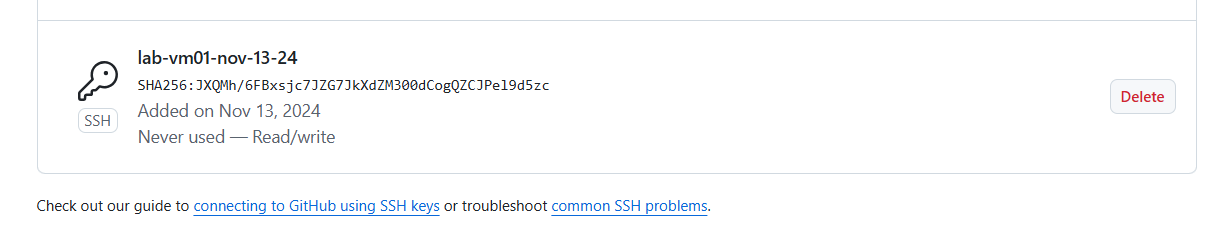 lab-vm01-nov-13-24
SHA256:JXQMh/6FBxsjc7JZG7JkXdZM300dCogQZCJPel9d5zc
Added on Nov 13, 2024
SSH
Never used — Read/write
Delete
Check out our guide to connecting to GitHub using SSH keys or troubleshoot common SSH problems.